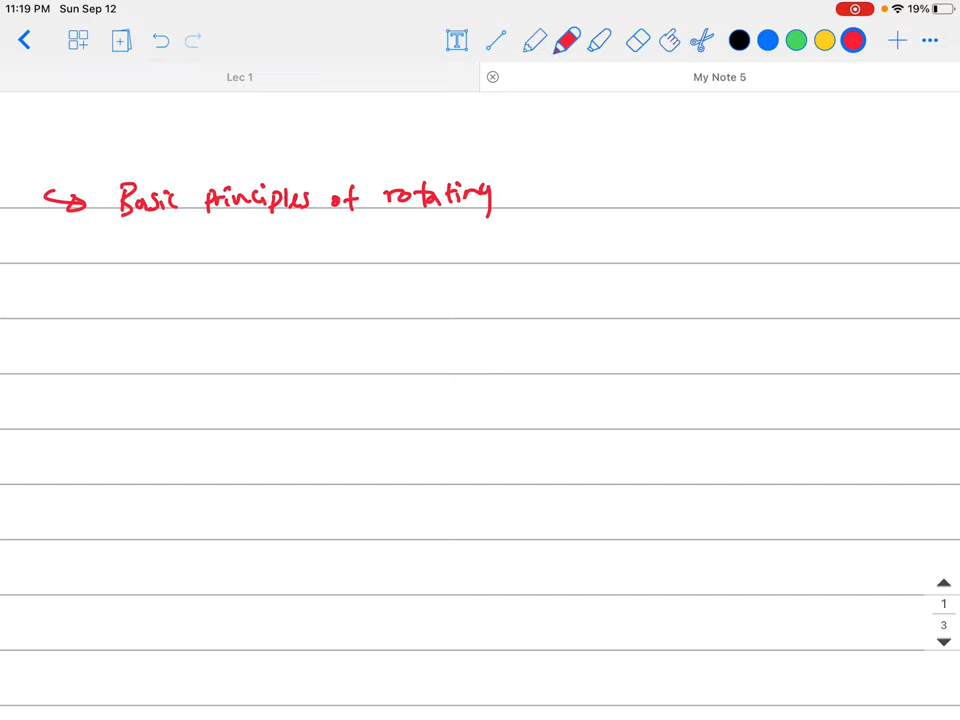 11:19 PM Sun Sep 12 19%
T
Lec 1 My Note 5
↪ Basic principles of rotating
1
3